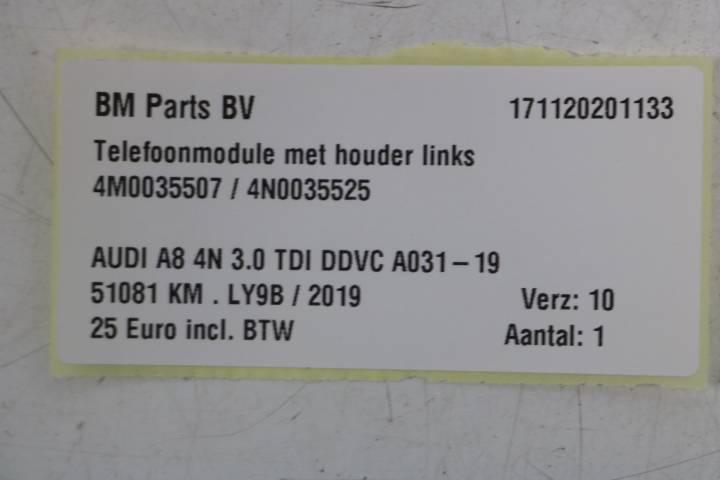 BM Parts BV 171120201133
Telefoonmodule met houder links
4M0035507 / 4N0035525
AUDI A8 4N 3.0 TDI DDVC A031-19
51081 KM . LY9B / 2019 Verz: 10
25 Euro incl. BTW Aantal: 1